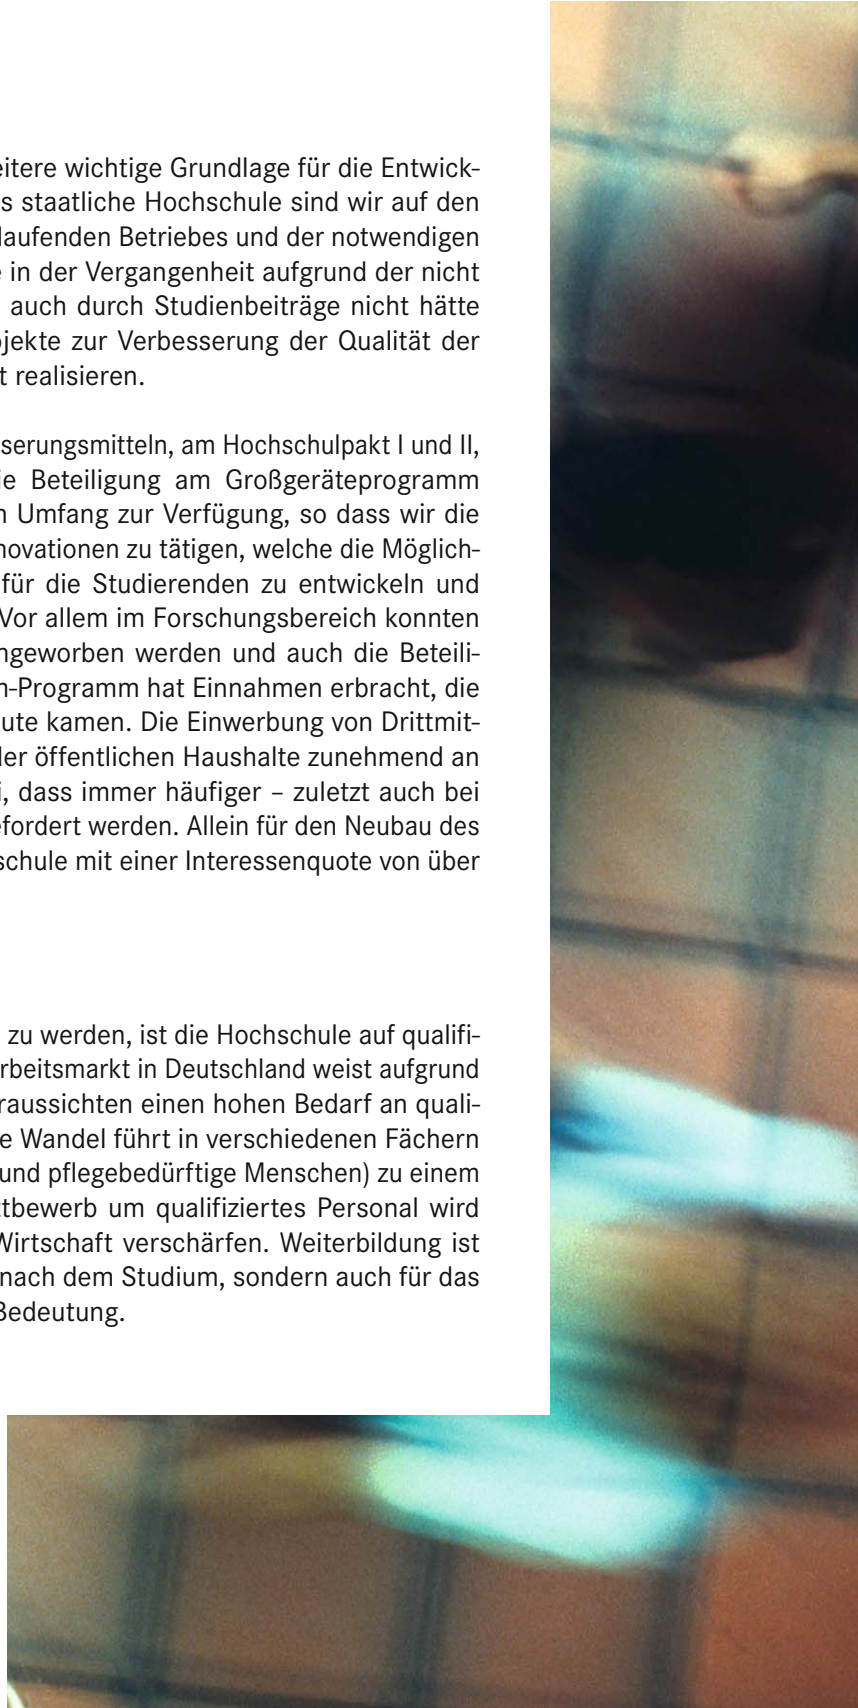 eitere wichtige Grundlage für die Entwick-
s staatliche Hochschule sind wir auf den
laufenden Betriebes und der notwendigen
e in der Vergangenheit aufgrund der nicht
auch durch Studienbeiträge nicht hätte
jekte zur Verbesserung der Qualität der
t realisieren.
sserungsmitteln, am Hochschulpakt I und II,
ie Beteiligung am Großgeräteprogramm
n Umfang zur Verfügung, so dass wir die
novationen zu tätigen, welche die Möglich-
für die Studierenden zu entwickeln und
Vor allem im Forschungsbereich konnten
ngeworben werden und auch die Beteili-
n-Programm hat Einnahmen erbracht, die
ute kamen. Die Einwerbung von Drittmit-
der öffentlichen Haushalte zunehmend an
i, dass immer häufiger – zuletzt auch bei
efordert werden. Allein für den Neubau des
schule mit einer Interessenquote von über
zu werden, ist die Hochschule auf qualifi-
rbeitsmarkt in Deutschland weist aufgrund
raussichten einen hohen Bedarf an quali-
e Wandel führt in verschiedenen Fächern
und pflegebedürftige Menschen) zu einem
ttbewerb um qualifiziertes Personal wird
Wirtschaft verschärfen. Weiterbildung ist
nach dem Studium, sondern auch für das
Bedeutung.